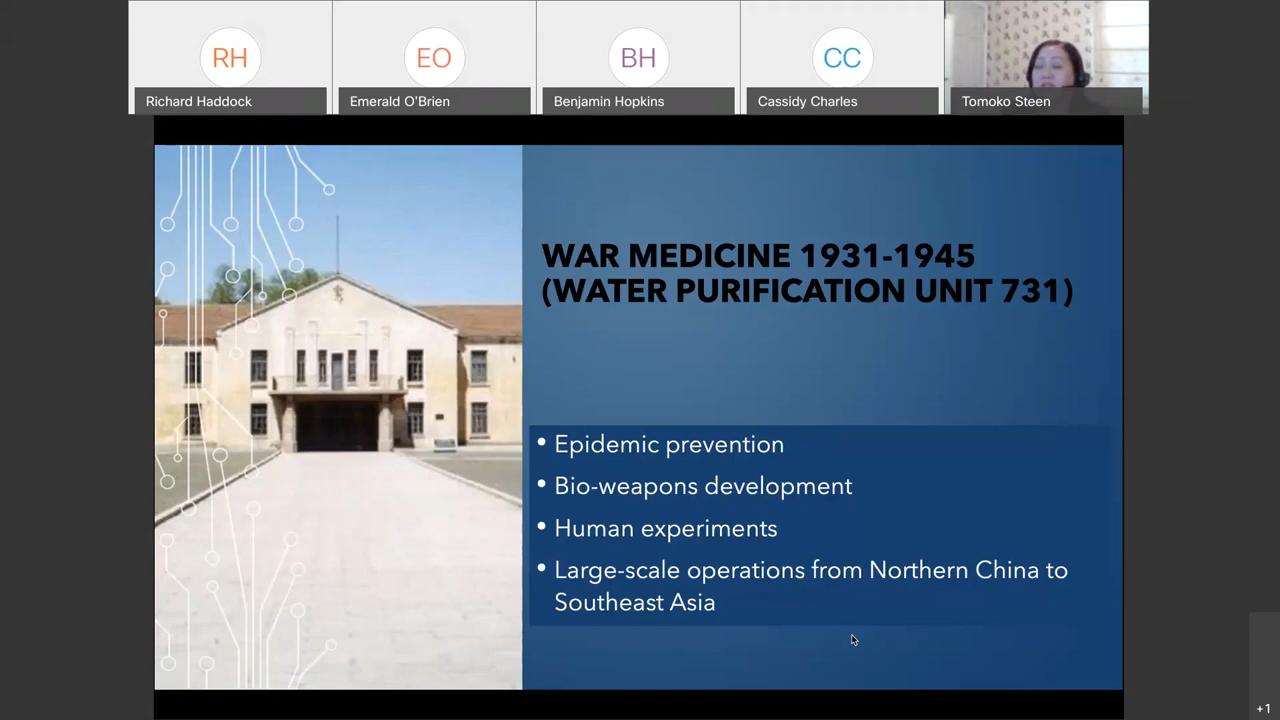 RH
EO
BH
CC
Richard Haddock
Emerald O'Brien
Benjamin Hopkins
Cassidy Charles
Tomoko Steen
WAR MEDICINE 1931-1945
(WATER PURIFICATION UNIT 731)
• Epidemic prevention
• Bio-weapons development
• Human experiments
• Large-scale operations from Northern China to
Southeast Asia
+1